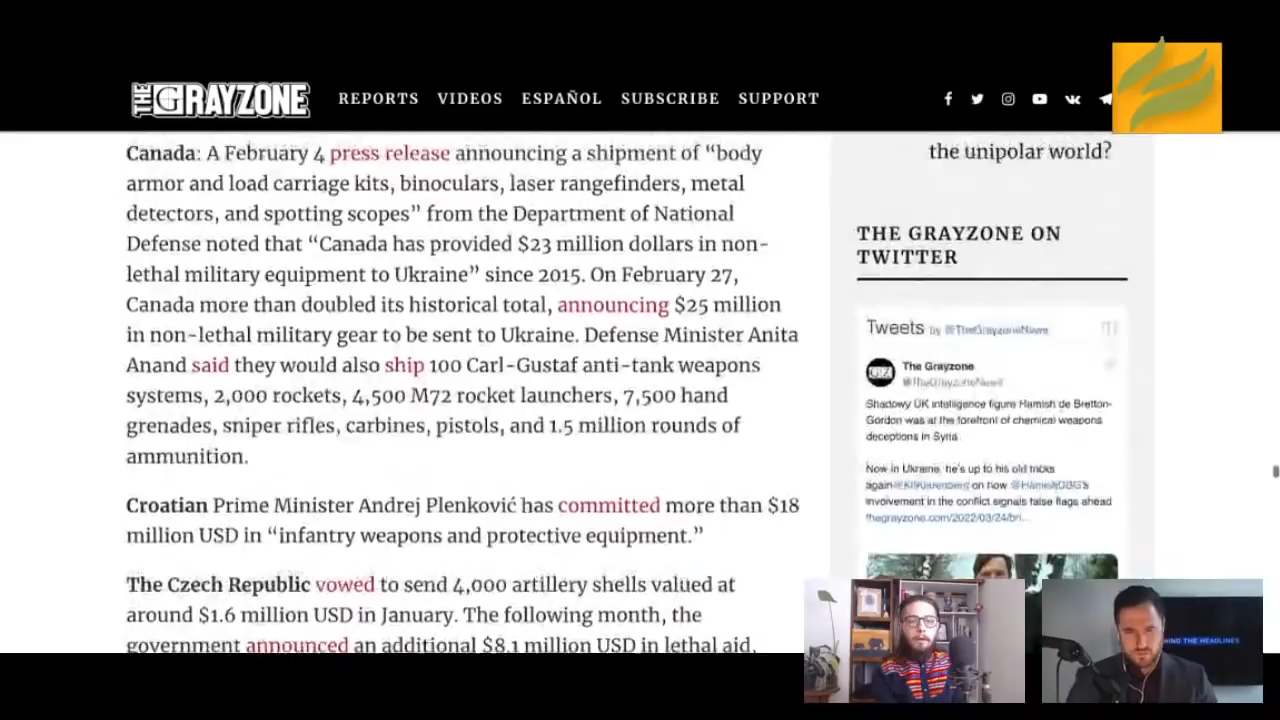 THE GRAYZONE
REPORTS VIDEOS ESPAÑOL SUBSCRIBE SUPPORT
Canada: A February 4 press release announcing a shipment of “body
armor and load carriage kits, binoculars, laser rangefinders, metal
detectors, and spotting scopes” from the Department of National
Defense noted that “Canada has provided $23 million dollars in non-
lethal military equipment to Ukraine” since 2015. On February 27,
Canada more than doubled its historical total, announcing $25 million
in non-lethal military gear to be sent to Ukraine. Defense Minister Anita
Anand said they would also ship 100 Carl-Gustaf anti-tank weapons
systems, 2,000 rockets, 4,500 M72 rocket launchers, 7,500 hand
grenades, sniper rifles, carbines, pistols, and 1.5 million rounds of
ammunition.
Croatian Prime Minister Andrej Plenković has committed more than $18
million USD in “infantry weapons and protective equipment.”
The Czech Republic vowed to send 4,000 artillery shells valued at
around $1.6 million USD in January. The following month, the
government announced an additional $8.1 million USD in lethal aid,
the unipolar world?
THE GRAYZONE ON
TWITTER
Tweets by @TheGrayzoneNews
The Grayzone
@TheGrayzoneNews
Shadowy UK intelligence figure Hamish de Bretton-
Gordon was at the forefront of chemical weapons
deceptions in Syria
Now in Ukraine, he's up to his old tricks
again @KitKlarenberg on how @HamishDBG's
involvement in the conflict signals false flags ahead
thegrayzone.com/2022/03/24/bri...
HIND THE HEADLINES